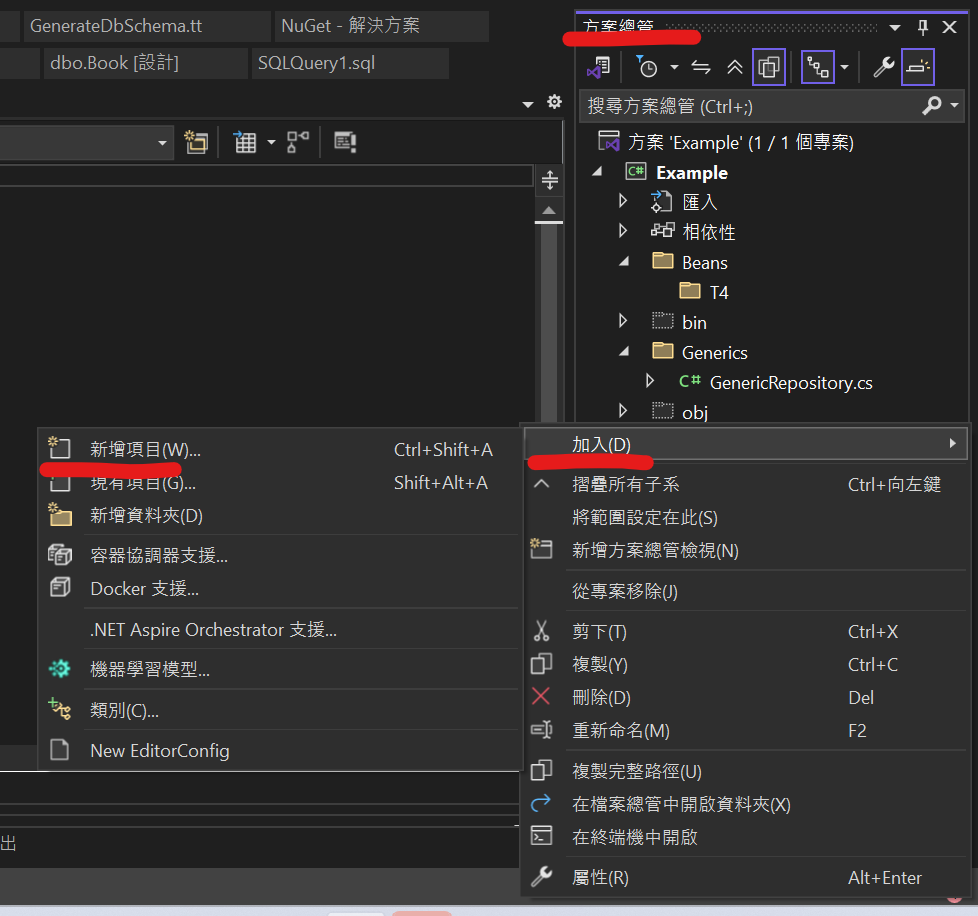 GenerateDbSchema.tt
NuGet - 解決方案
dbo.Book [設計]
SQLQuery1.sql
方案總管
搜尋方案總管 (Ctrl+;)
方案 'Example' (1 / 1 個專案)
C# Example
匯入
相依性
Beans
T4
bin
Generics
C# GenericRepository.cs
obj
新增項目(W)... Ctrl+Shift+A
現有項目(G)... Shift+Alt+A
新增資料夾(D)
容器協調器支援...
Docker 支援...
.NET Aspire Orchestrator 支援...
機器學習模型...
類別(C)...
New EditorConfig
加入(D)
摺疊所有子系 Ctrl+向左鍵
將範圍設定在此(S)
新增方案總管檢視(N)
從專案移除(J)
剪下(T) Ctrl+X
複製(Y) Ctrl+C
刪除(D) Del
重新命名(M) F2
複製完整路徑(U)
在檔案總管中開啟資料夾(X)
在終端機中開啟
屬性(R) Alt+Enter
出